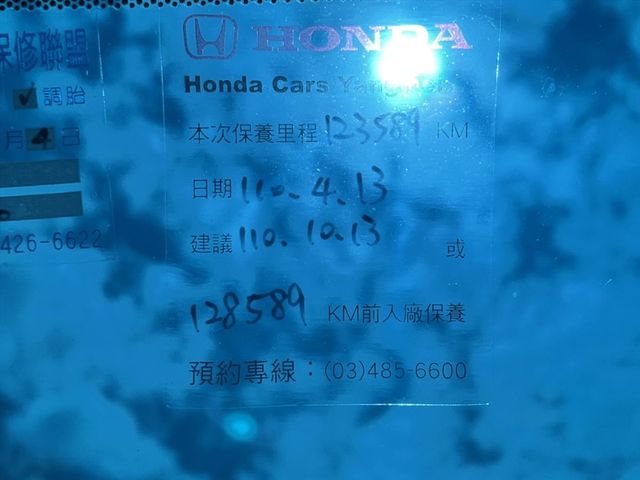 保修聯盟
✓ 調胎
月 4 日
426-6622
HONDA
Honda Cars
本次保養里程 123589 KM
日期 110.4.13
建議 110.10.13 或
128589 KM前入廠保養
預約專線：(03)485-6600